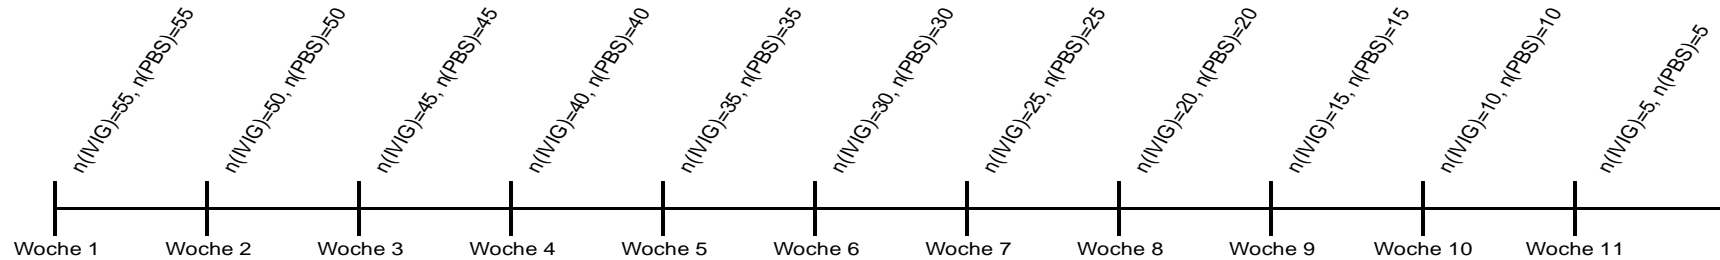 n(IVIG)=55, n(PBS)=55
n(IVIG)=50, n(PBS)=50
n(IVIG)=45, n(PBS)=45
n(IVIG)=40, n(PBS)=40
n(IVIG)=35, n(PBS)=35
n(IVIG)=30, n(PBS)=30
n(IVIG)=25, n(PBS)=25
n(IVIG)=20, n(PBS)=20
n(IVIG)=15, n(PBS)=15
n(IVIG)=10, n(PBS)=10
n(IVIG)=5, n(PBS)=5
Woche 1
Woche 2
Woche 3
Woche 4
Woche 5
Woche 6
Woche 7
Woche 8
Woche 9
Woche 10
Woche 11